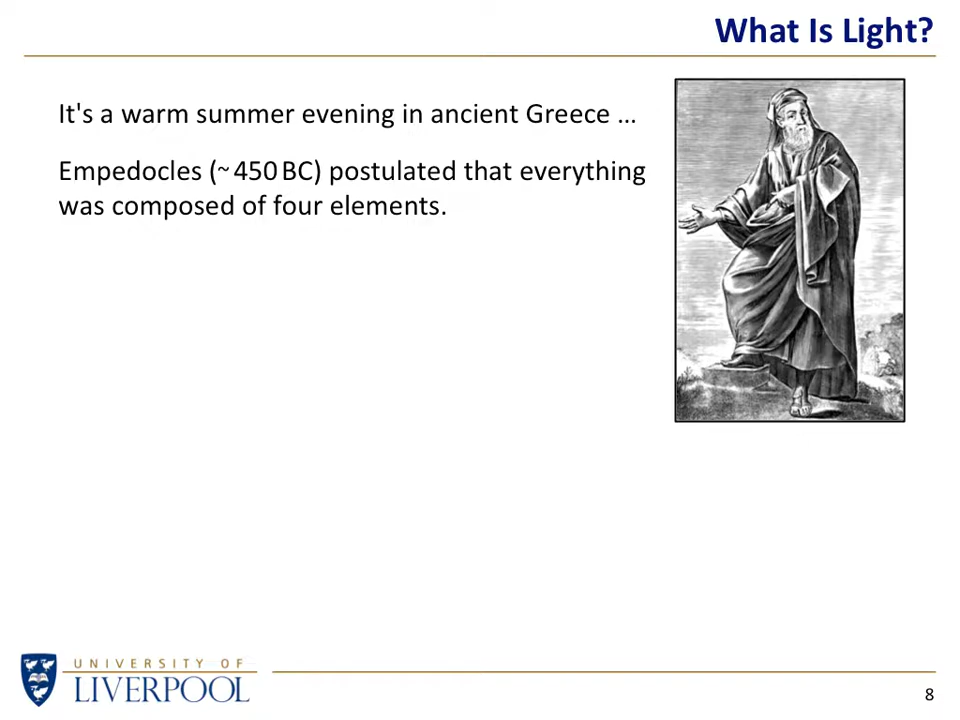 What Is Light?
It's a warm summer evening in ancient Greece …
Empedocles (~450 BC) postulated that everything
was composed of four elements.
UNIVERSITY OF
LIVERPOOL
8